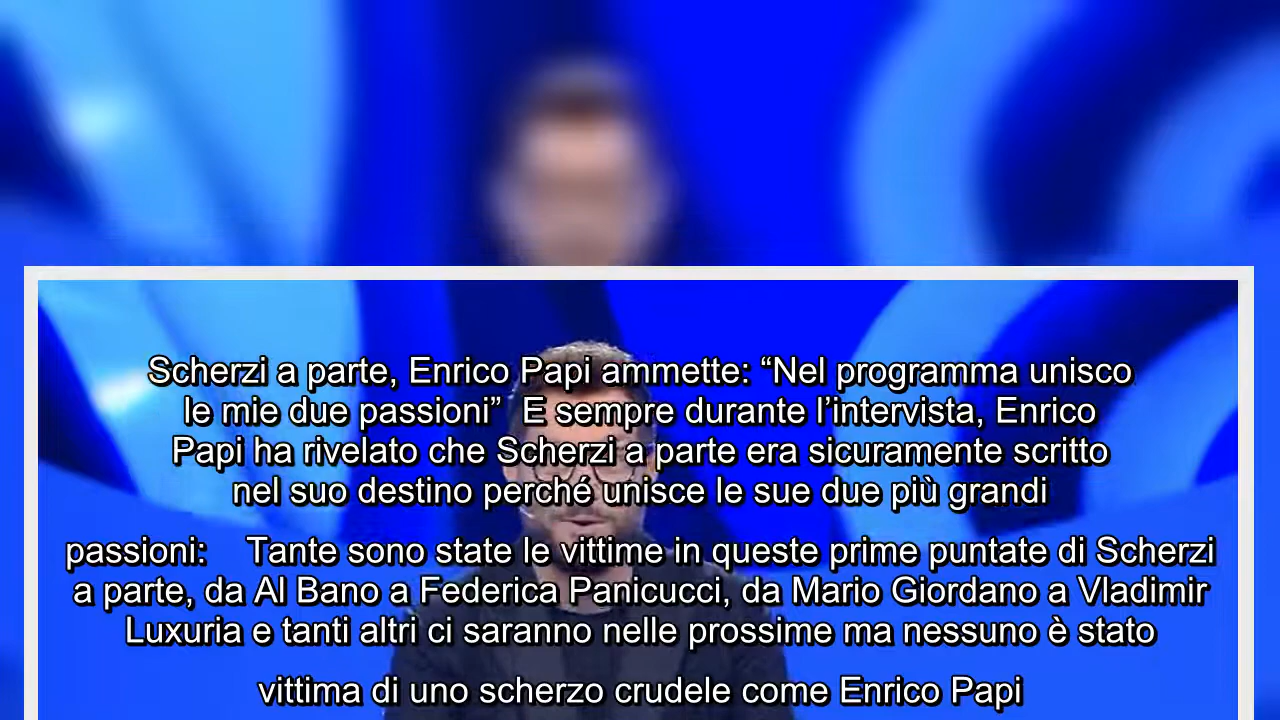 Scherzi a parte, Enrico Papi ammette: “Nel programma unisco
le mie due passioni”  E sempre durante l’intervista, Enrico
Papi ha rivelato che Scherzi a parte era sicuramente scritto
nel suo destino perché unisce le sue due più grandi
passioni:    Tante sono state le vittime in queste prime puntate di Scherzi
a parte, da Al Bano a Federica Panicucci, da Mario Giordano a Vladimir
Luxuria e tanti altri ci saranno nelle prossime ma nessuno è stato
vittima di uno scherzo crudele come Enrico Papi